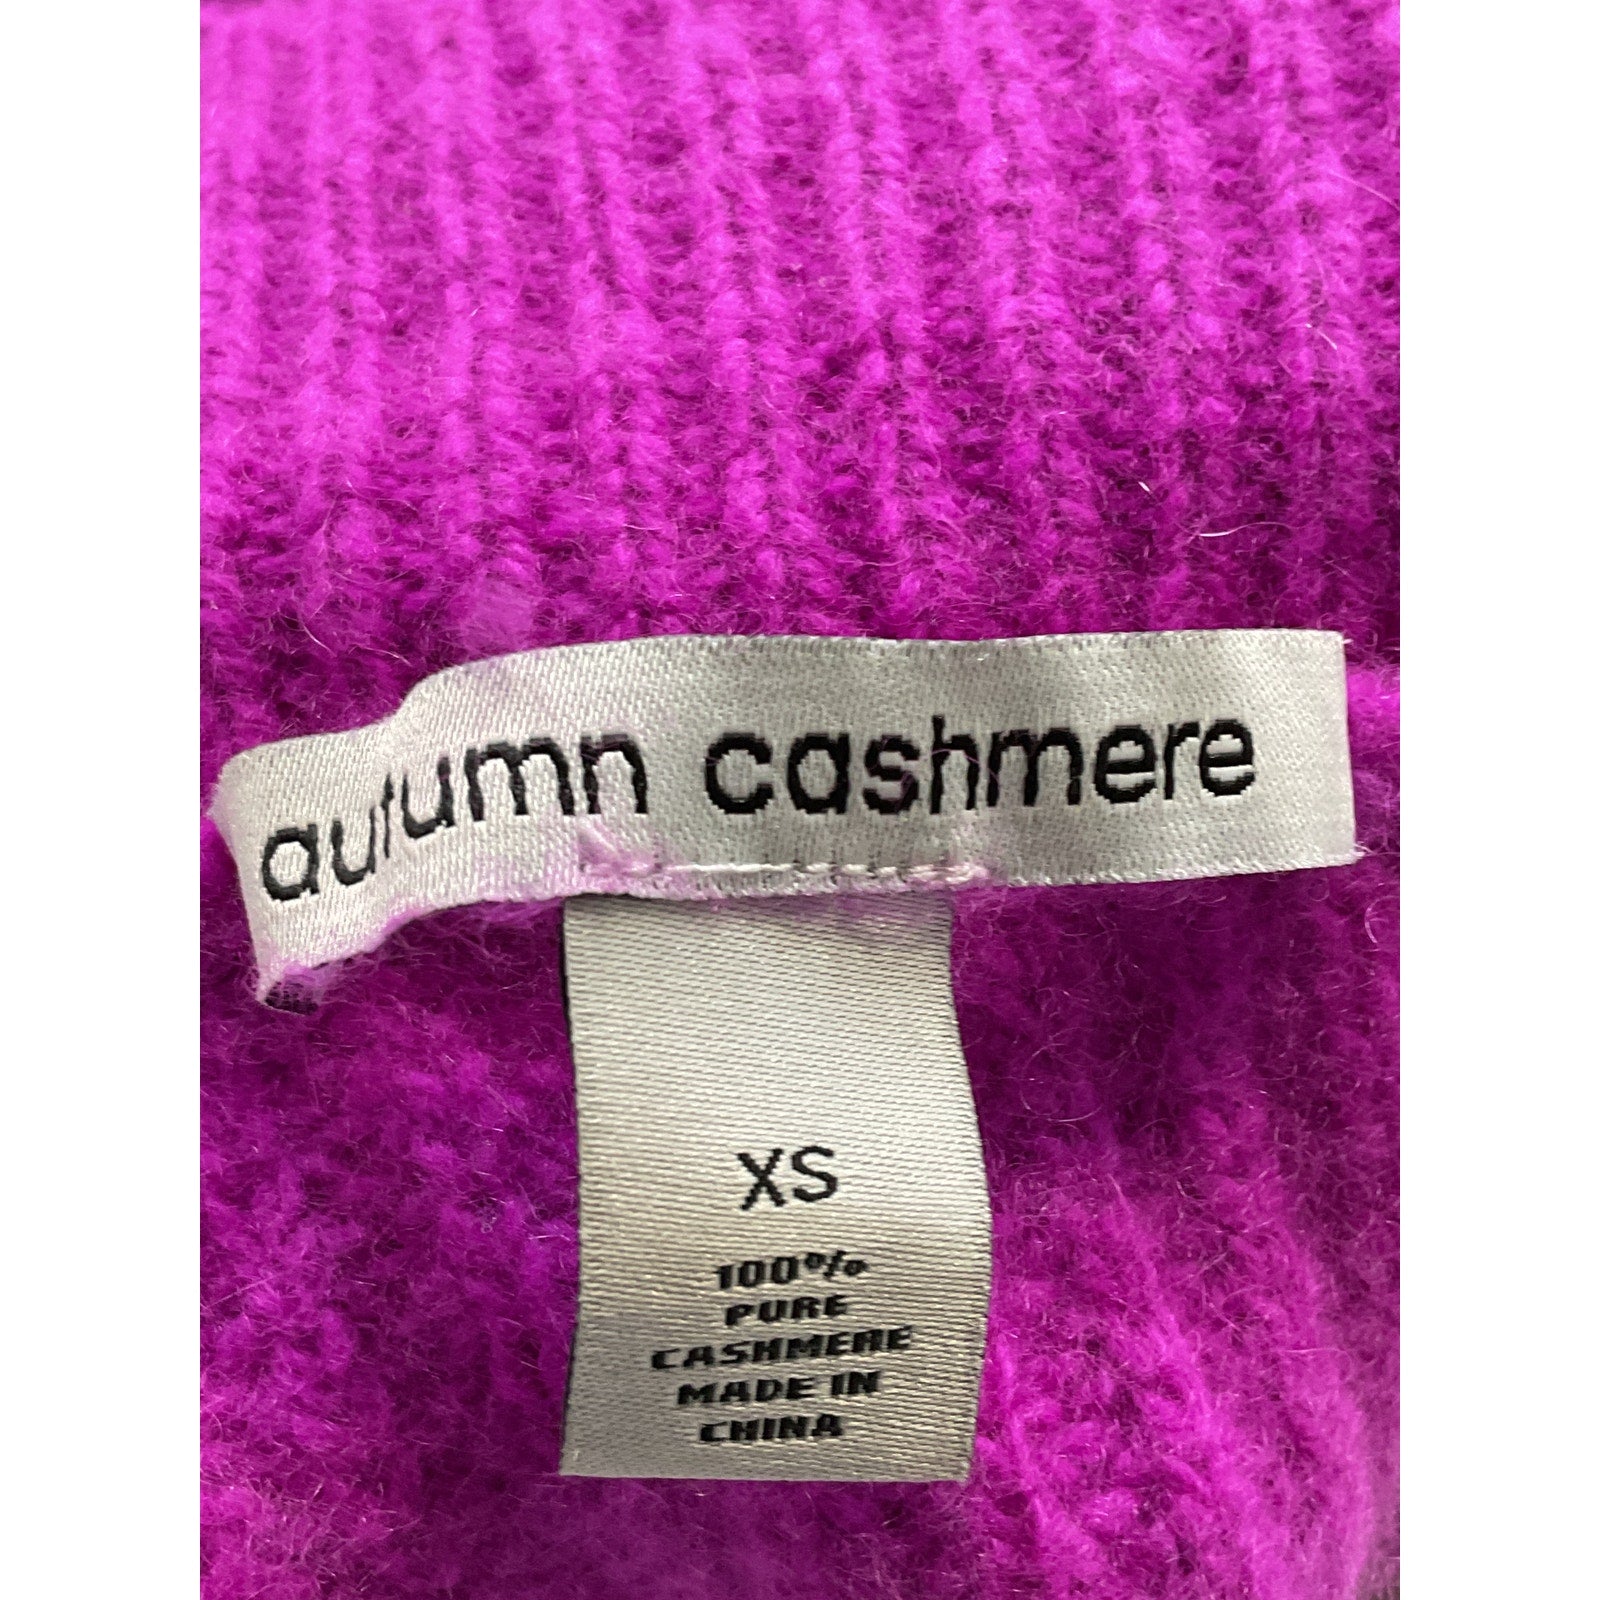 autumn cashmere
XS
100%
PURE
CASHMERE
MADE IN
CHINA